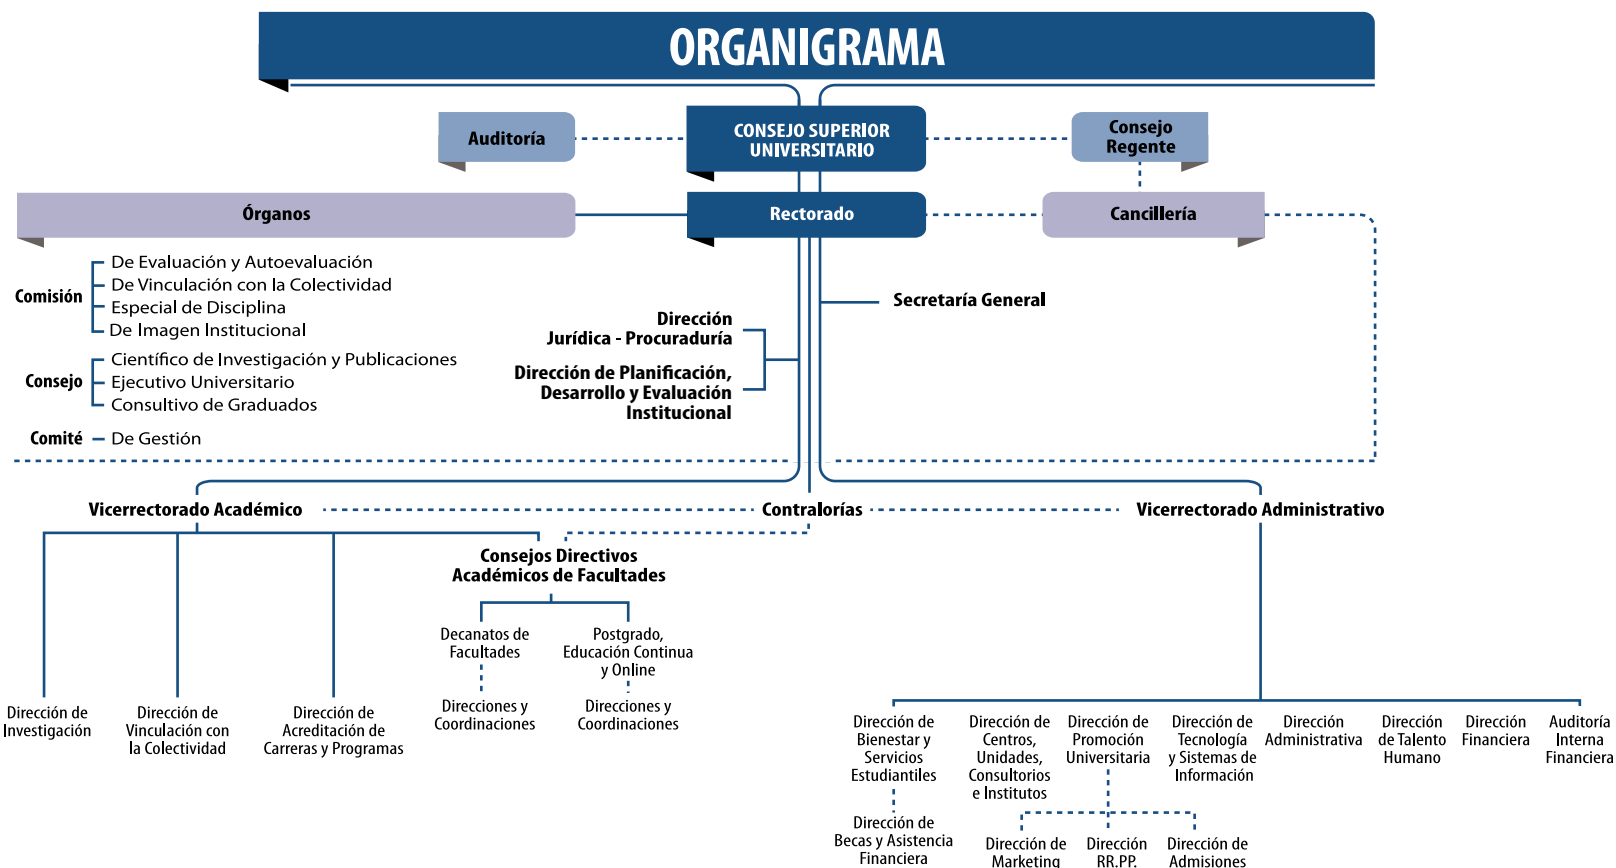 ORGANIGRAMA
Auditoría
CONSEJO SUPERIOR
UNIVERSITARIO
Consejo
Regente
Órganos
Rectorado
Cancillería
Comisión
De Evaluación y Autoevaluación
De Vinculación con la Colectividad
Especial de Disciplina
De Imagen Institucional
Consejo
Científico de Investigación y Publicaciones
Ejecutivo Universitario
Consultivo de Graduados
Comité
De Gestión
Secretaría General
Dirección
Jurídica - Procuraduría
Dirección de Planificación,
Desarrollo y Evaluación
Institucional
Vicerrectorado Académico
Contralorías
Vicerrectorado Administrativo
Consejos Directivos
Académicos de Facultades
Decanatos de
Facultades
Postgrado,
Educación Continua
y Online
Direcciones y
Coordinaciones
Direcciones y
Coordinaciones
Dirección de
Investigación
Dirección de
Vinculación con
la Colectividad
Dirección de
Acreditación de
Carreras y Programas
Dirección de
Bienestar y
Servicios
Estudiantiles
Dirección de
Centros,
Unidades,
Consultorios
e Institutos
Dirección de
Promoción
Universitaria
Dirección de
Tecnología
y Sistemas de
Información
Dirección
Administrativa
Dirección
de Talento
Humano
Dirección
Financiera
Auditoría
Interna
Financiera
Dirección de
Becas y Asistencia
Financiera
Dirección de
Marketing
Dirección
RR.PP.
Dirección de
Admisiones